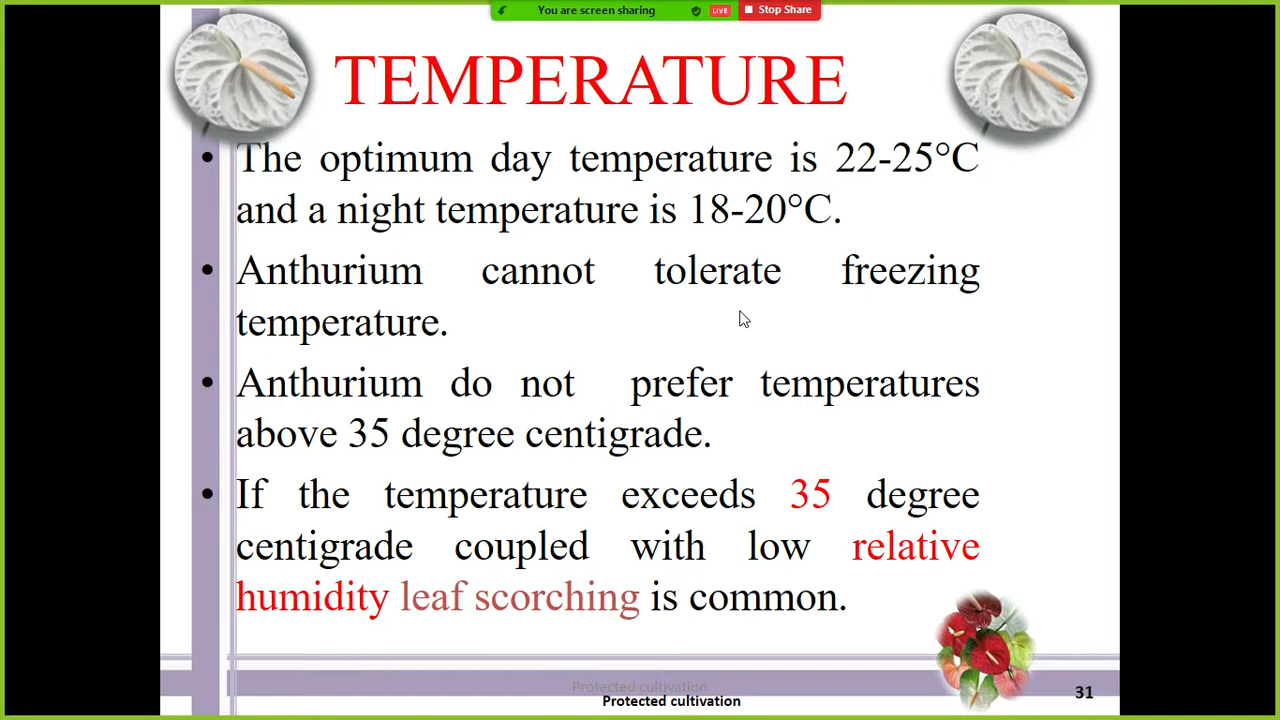 You are screen sharing LIVE Stop Share
TEMPERATURE
• The optimum day temperature is 22-25°C
and a night temperature is 18-20°C.
• Anthurium cannot tolerate freezing
temperature.
• Anthurium do not prefer temperatures
above 35 degree centigrade.
• If the temperature exceeds 35 degree
centigrade coupled with low relative
humidity leaf scorching is common.
Protected cultivation
Protected cultivation
31